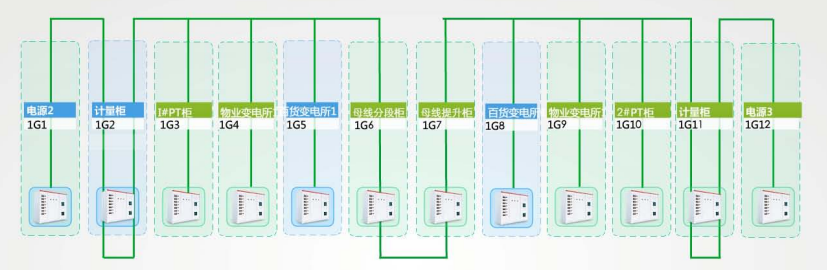 电源2
1G1
计量柜
1G2
I#PT柜
1G3
物业变电所
1G4
百货变电所1
1G5
母线分段柜
1G6
母线提升柜
1G7
百货变电所
1G8
物业变电所
1G9
2#PT柜
1G10
计量柜
1G11
电源3
1G12